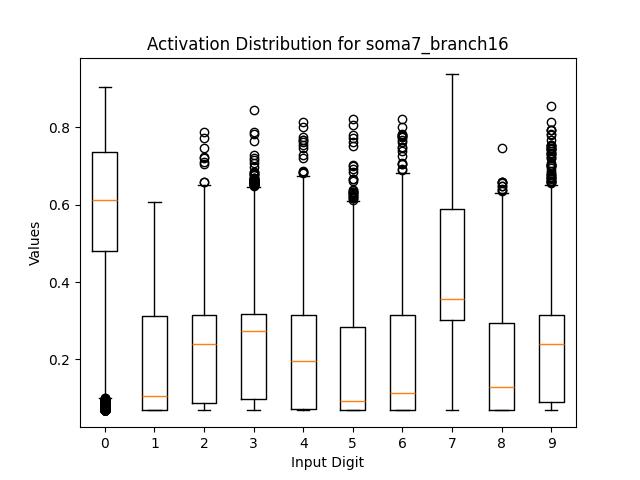 Activation Distribution for soma7_branch16
Values
0.8
0.6
0.4
0.2
0 1 2 3 4 5 6 7 8 9
Input Digit